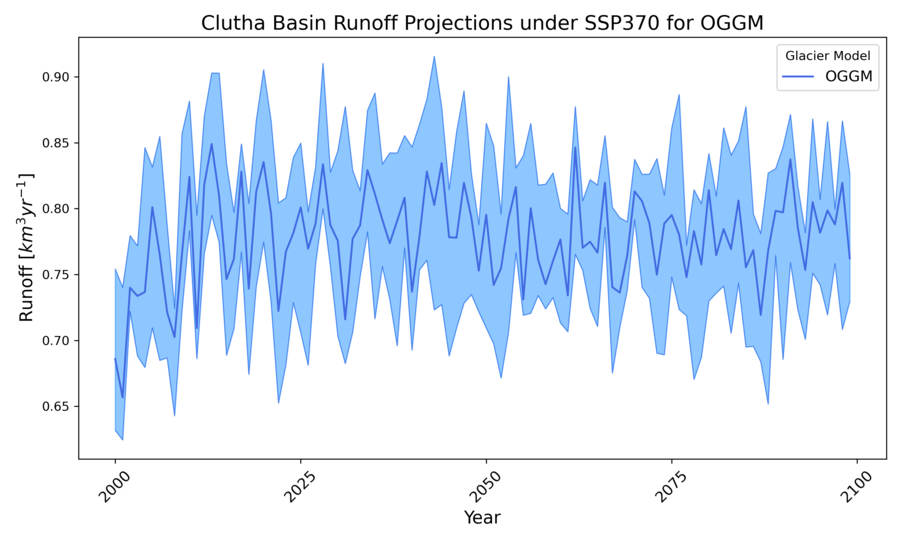 Clutha Basin Runoff Projections under SSP370 for OGGM
Glacier Model
OGGM
Runoff [km³yr⁻¹]
0.90
0.85
0.80
0.75
0.70
0.65
2000
2025
2050
2075
2100
Year